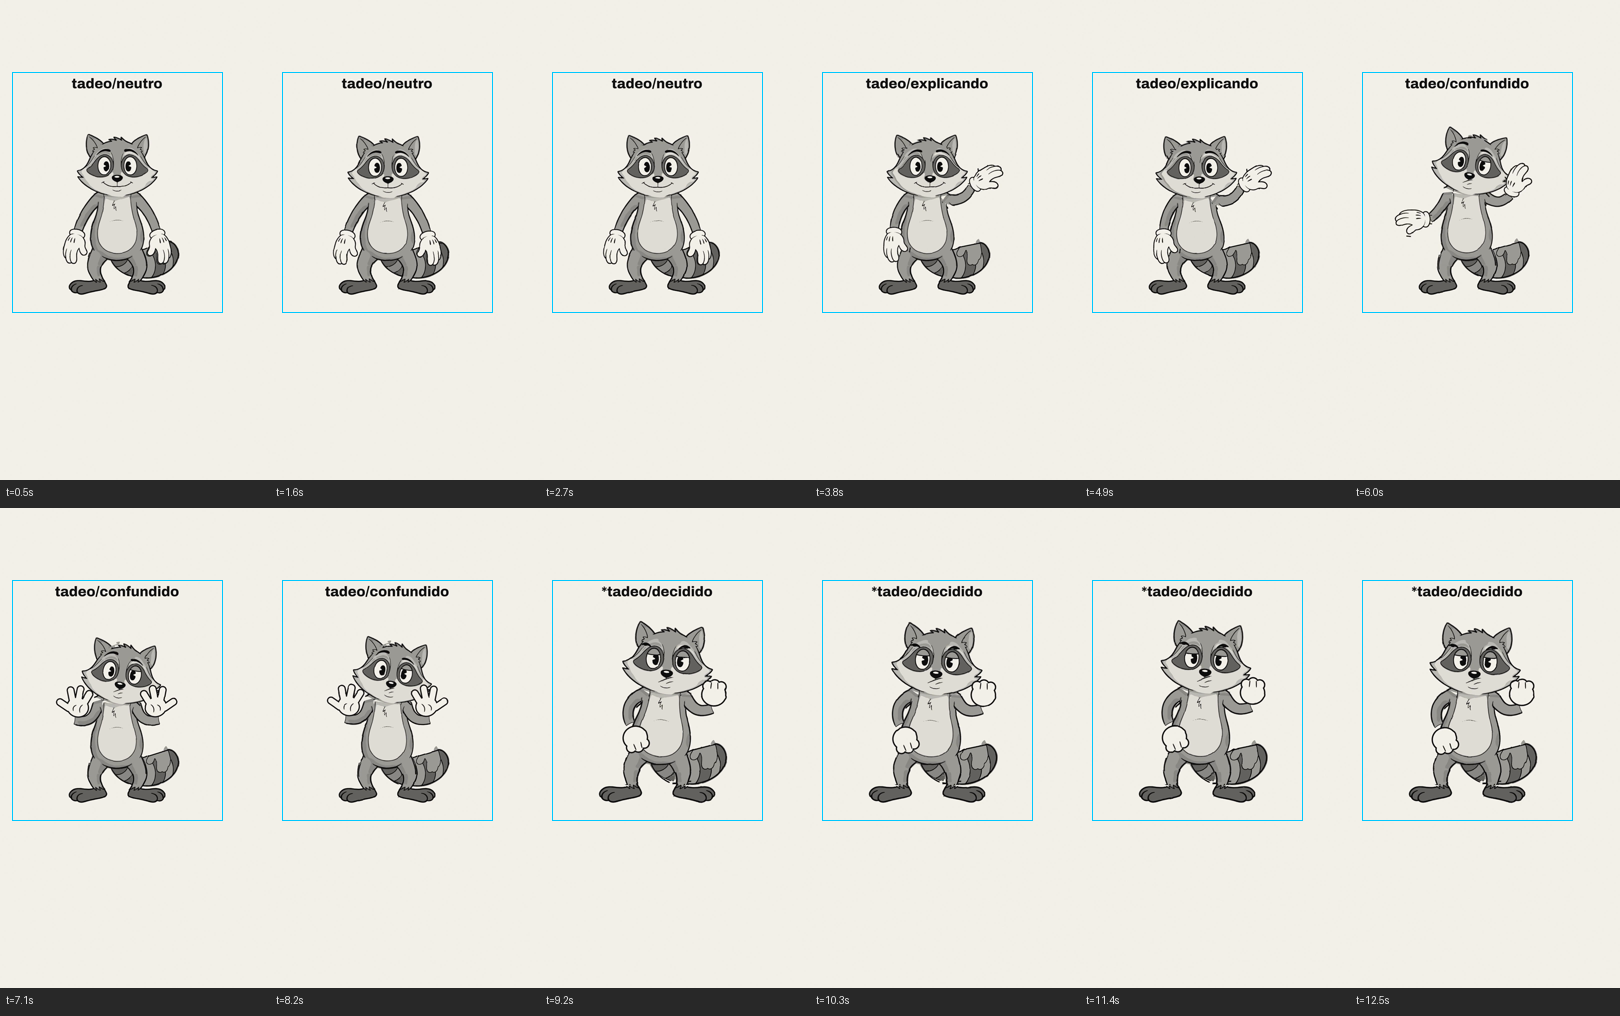 tadeo/neutro
tadeo/neutro
tadeo/neutro
tadeo/explicando
tadeo/explicando
tadeo/confundido
t=0.5s
t=1.6s
t=2.7s
t=3.8s
t=4.9s
t=6.0s
tadeo/confundido
tadeo/confundido
*tadeo/decidido
*tadeo/decidido
*tadeo/decidido
*tadeo/decidido
t=7.1s
t=8.2s
t=9.2s
t=10.3s
t=11.4s
t=12.5s